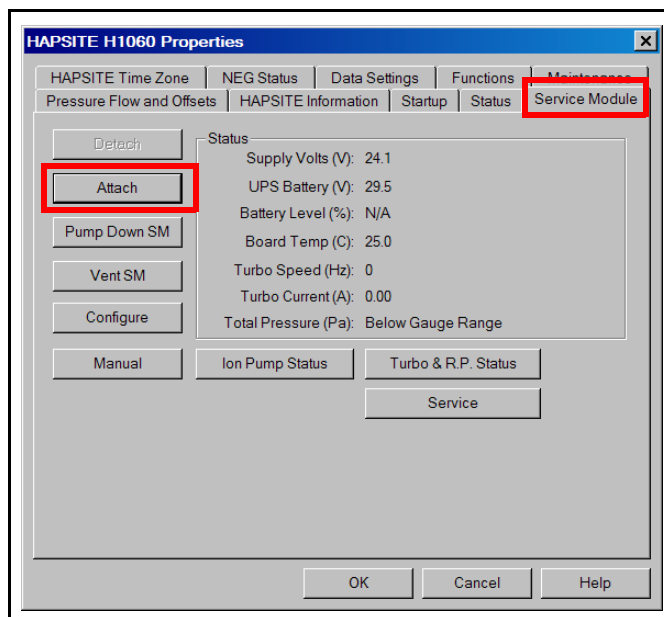 HAPSITE H1060 Properties
HAPSITE Time Zone NEG Status Data Settings Functions Maintenance
Pressure Flow and Offsets HAPSITE Information Startup Status Service Module
Detach
Attach
Pump Down SM
Vent SM
Configure
Manual
Status
Supply Volts (V): 24.1
UPS Battery (V): 29.5
Battery Level (%): N/A
Board Temp (C): 25.0
Turbo Speed (Hz): 0
Turbo Current (A): 0.00
Total Pressure (Pa): Below Gauge Range
Ion Pump Status Turbo & R.P. Status
Service
OK Cancel Help